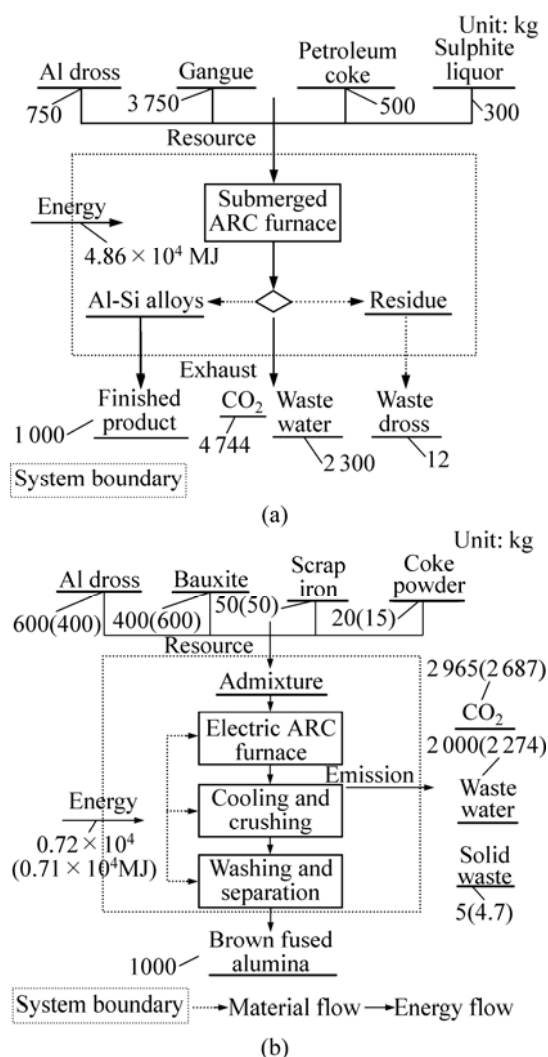 Unit: kg
Al dross
Gangue
Petroleum
coke
Sulphite
liquor
750
3 750
500
300
Resource
Energy
4.86 × 10⁴ MJ
Submerged
ARC furnace
Al-Si alloys
Residue
Exhaust
Finished
product
1 000
CO₂
4 744
Waste
water
2 300
Waste
dross
12
System boundary
(a)
Unit: kg
Al dross
Bauxite
Scrap
iron
Coke
powder
600(400)
400(600)
50(50)
20(15)
Resource
Admixture
Electric ARC
furnace
Cooling and
crushing
Washing and
separation
Energy
0.72 × 10⁴
(0.71 × 10⁴MJ)
Emission
2 965(2 687)
CO₂
2 000(2 274)
Waste
water
Solid
waste
5(4.7)
1000
Brown fused
alumina
System boundary
Material flow
Energy flow
(b)